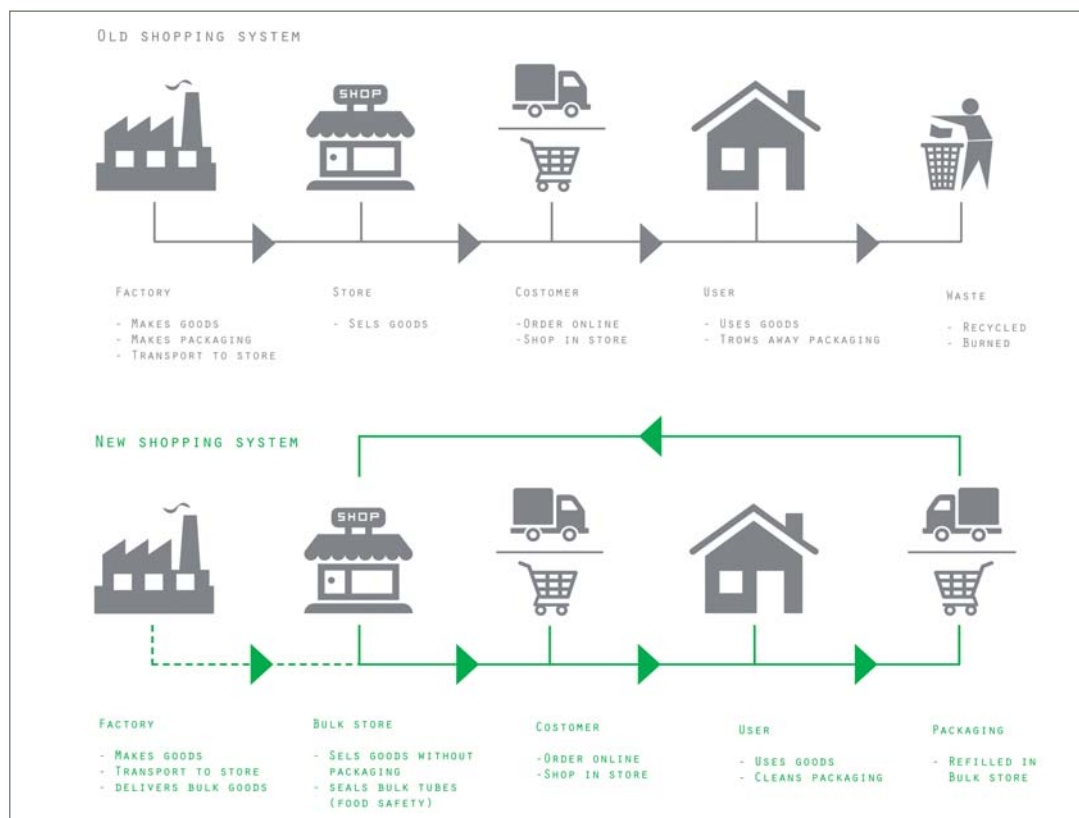 OLD SHOPPING SYSTEM
SHOP
FACTORY
- MAKES GOODS
- MAKES PACKAGING
- TRANSPORT TO STORE
STORE
- SELS GOODS
COSTOMER
-ORDER ONLINE
-SHOP IN STORE
USER
- USES GOODS
- TROWS AWAY PACKAGING
WASTE
- RECYCLED
- BURNED
NEW SHOPPING SYSTEM
SHOP
FACTORY
- MAKES GOODS
- TRANSPORT TO STORE
- DELIVERS BULK GOODS
BULK STORE
- SELS GOODS WITHOUT
PACKAGING
- SEALS BULK TUBES
(FOOD SAFETY)
COSTOMER
-ORDER ONLINE
-SHOP IN STORE
USER
- USES GOODS
- CLEANS PACKAGING
PACKAGING
- REFILLED IN
BULK STORE